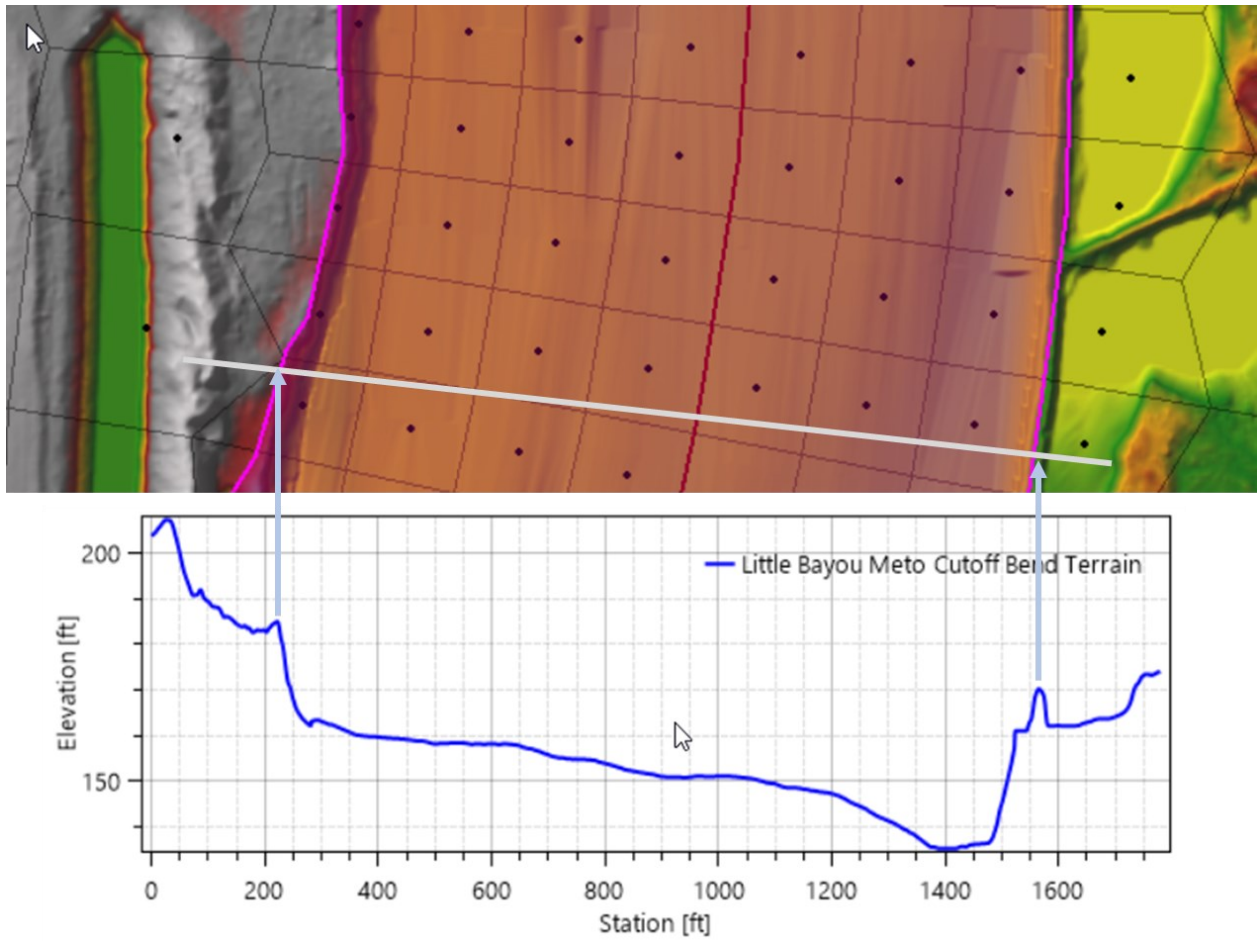 200
Little Bayou Meto Cutoff Bend Terrain
Elevation [ft]
150
0 200 400 600 800 1000 1200 1400 1600
Station [ft]